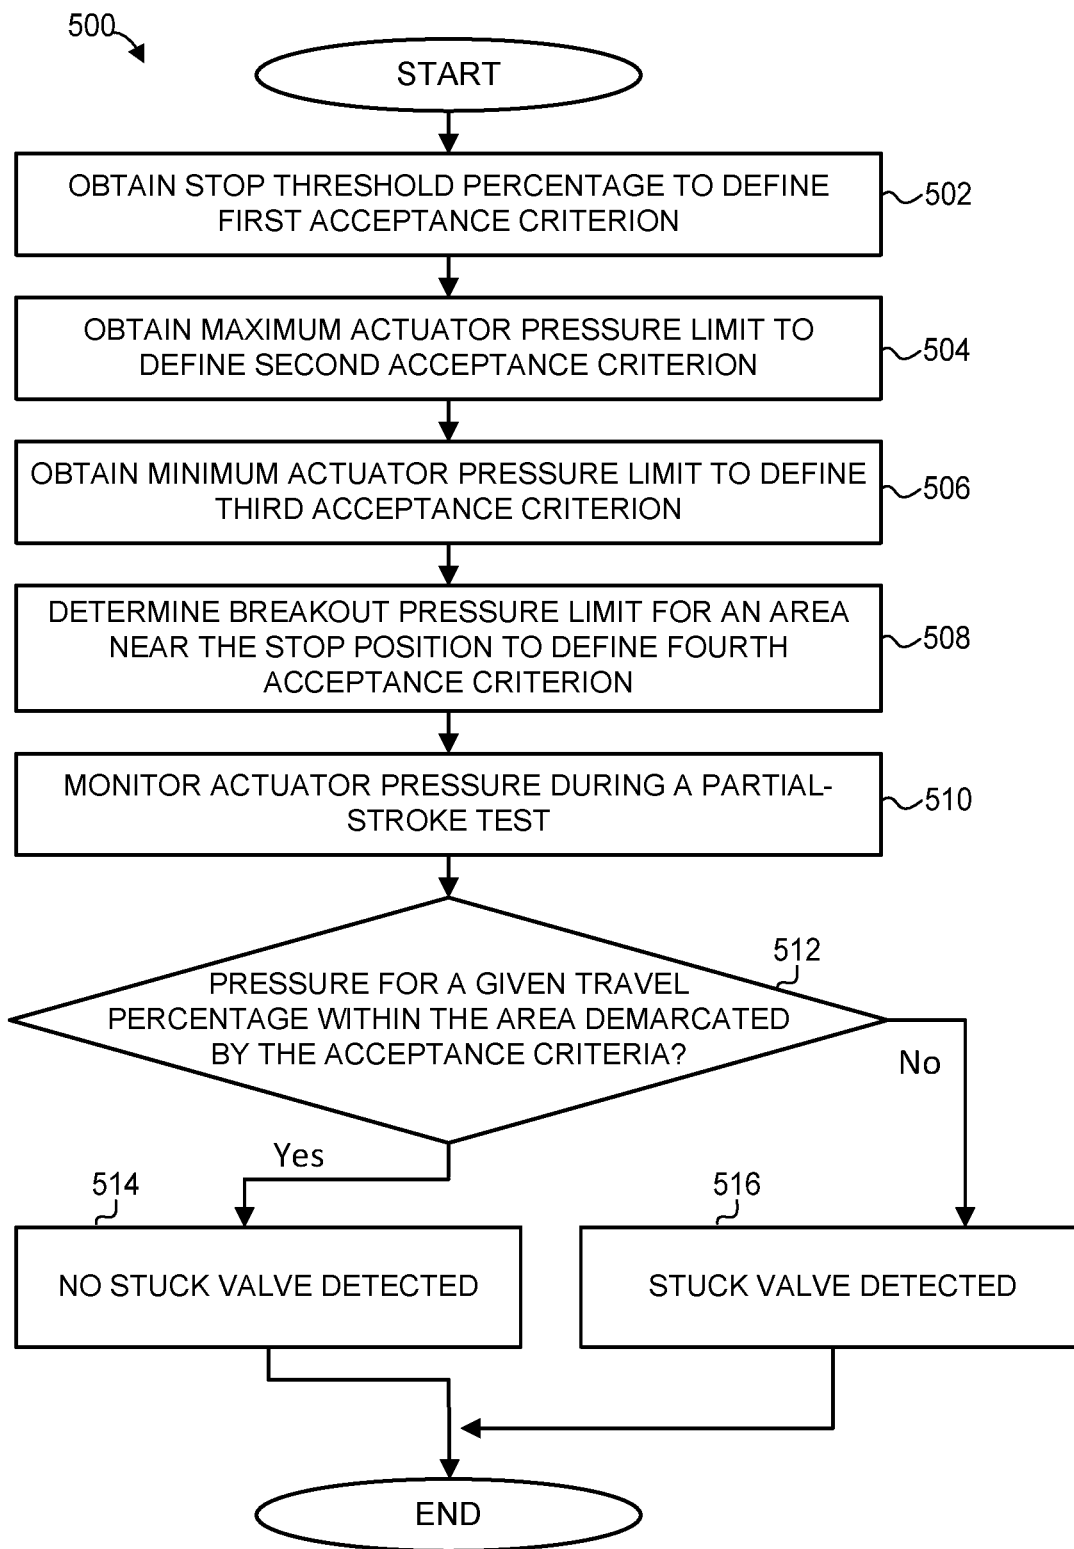 500
START
OBTAIN STOP THRESHOLD PERCENTAGE TO DEFINE
FIRST ACCEPTANCE CRITERION
502
OBTAIN MAXIMUM ACTUATOR PRESSURE LIMIT TO
DEFINE SECOND ACCEPTANCE CRITERION
504
OBTAIN MINIMUM ACTUATOR PRESSURE LIMIT TO DEFINE
THIRD ACCEPTANCE CRITERION
506
DETERMINE BREAKOUT PRESSURE LIMIT FOR AN AREA
NEAR THE STOP POSITION TO DEFINE FOURTH
ACCEPTANCE CRITERION
508
MONITOR ACTUATOR PRESSURE DURING A PARTIAL-
STROKE TEST
510
512
PRESSURE FOR A GIVEN TRAVEL
PERCENTAGE WITHIN THE AREA DEMARCATED
BY THE ACCEPTANCE CRITERIA?
No
Yes
514
516
NO STUCK VALVE DETECTED
STUCK VALVE DETECTED
END